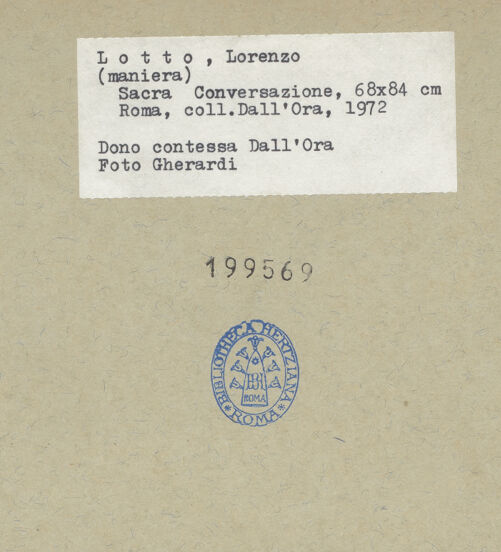 L o t t o , Lorenzo
(maniera)
Sacra Conversazione, 68x84 cm
Roma, coll.Dall'Ora, 1972
Dono contessa Dall'Ora
Foto Gherardi
199569
BIBLIOTHECA HERTZIANA
ROMA
* ROMA *